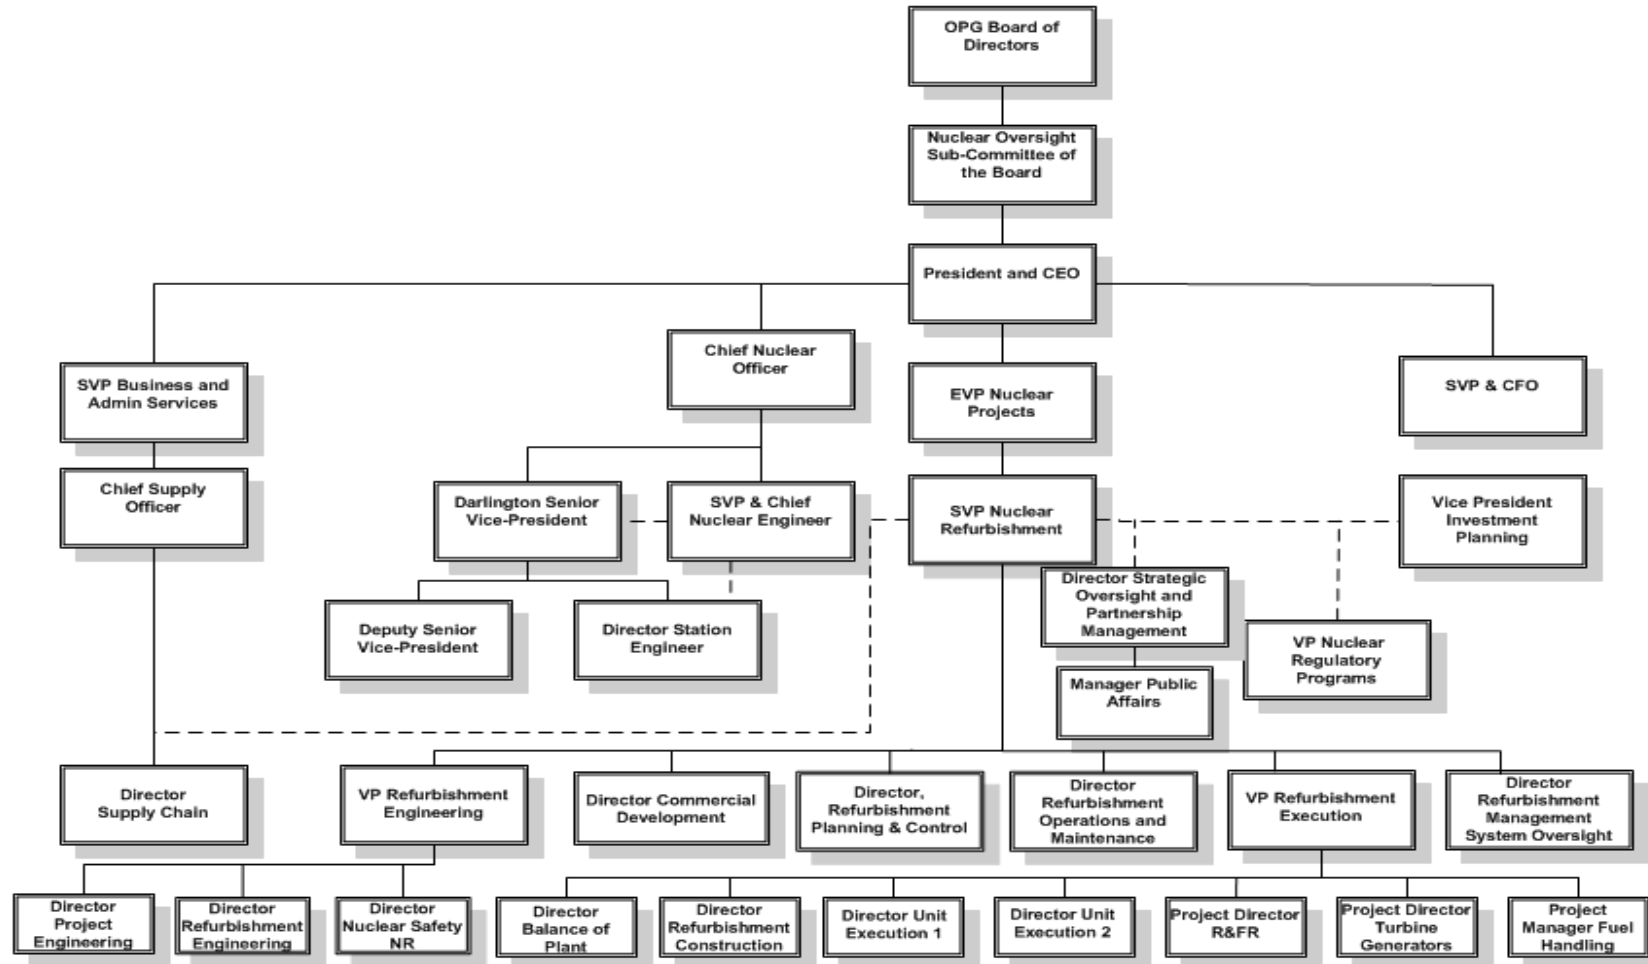 OPG Board of
Directors
Nuclear Oversight
Sub-Committee of
the Board
President and CEO
Chief Nuclear
Officer
SVP Business and
Admin Services
EVP Nuclear
Projects
SVP & CFO
Chief Supply
Officer
Darlington Senior
Vice-President
SVP & Chief
Nuclear Engineer
SVP Nuclear
Refurbishment
Vice President
Investment
Planning
Director Strategic
Oversight and
Partnership
Management
Deputy Senior
Vice-President
Director Station
Engineer
VP Nuclear
Regulatory
Programs
Manager Public
Affairs
Director
Supply Chain
VP Refurbishment
Engineering
Director Commercial
Development
Director,
Refurbishment
Planning & Control
Director
Refurbishment
Operations and
Maintenance
VP Refurbishment
Execution
Director
Refurbishment
Management
System Oversight
Director
Project
Engineering
Director
Refurbishment
Engineering
Director
Nuclear Safety
NR
Director
Balance of
Plant
Director
Refurbishment
Construction
Director Unit
Execution 1
Director Unit
Execution 2
Project Director
R&FR
Project Director
Turbine
Generators
Project
Manager Fuel
Handling